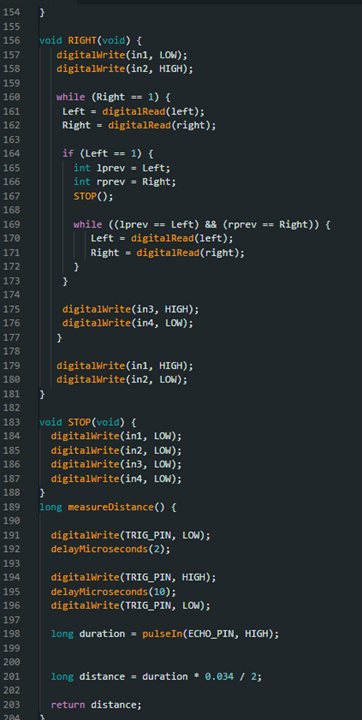 154 }
155
156 void RIGHT(void) {
157 digitalWrite(in1, LOW);
158 digitalWrite(in2, HIGH);
159
160 while (Right == 1) {
161 Left = digitalRead(left);
162 Right = digitalRead(right);
163
164 if (Left == 1) {
165 int lprev = Left;
166 int rprev = Right;
167 STOP();
168
169 while ((lprev == Left) && (rprev == Right)) {
170 Left = digitalRead(left);
171 Right = digitalRead(right);
172 }
173 }
174
175 digitalWrite(in3, HIGH);
176 digitalWrite(in4, LOW);
177 }
178
179 digitalWrite(in1, HIGH);
180 digitalWrite(in2, LOW);
181 }
182
183 void STOP(void) {
184 digitalWrite(in1, LOW);
185 digitalWrite(in2, LOW);
186 digitalWrite(in3, LOW);
187 digitalWrite(in4, LOW);
188 }
189 long measureDistance() {
190
191 digitalWrite(TRIG_PIN, LOW);
192 delayMicroseconds(2);
193
194 digitalWrite(TRIG_PIN, HIGH);
195 delayMicroseconds(10);
196 digitalWrite(TRIG_PIN, LOW);
197
198 long duration = pulseIn(ECHO_PIN, HIGH);
199
200
201 long distance = duration * 0.034 / 2;
202
203 return distance;
204 }